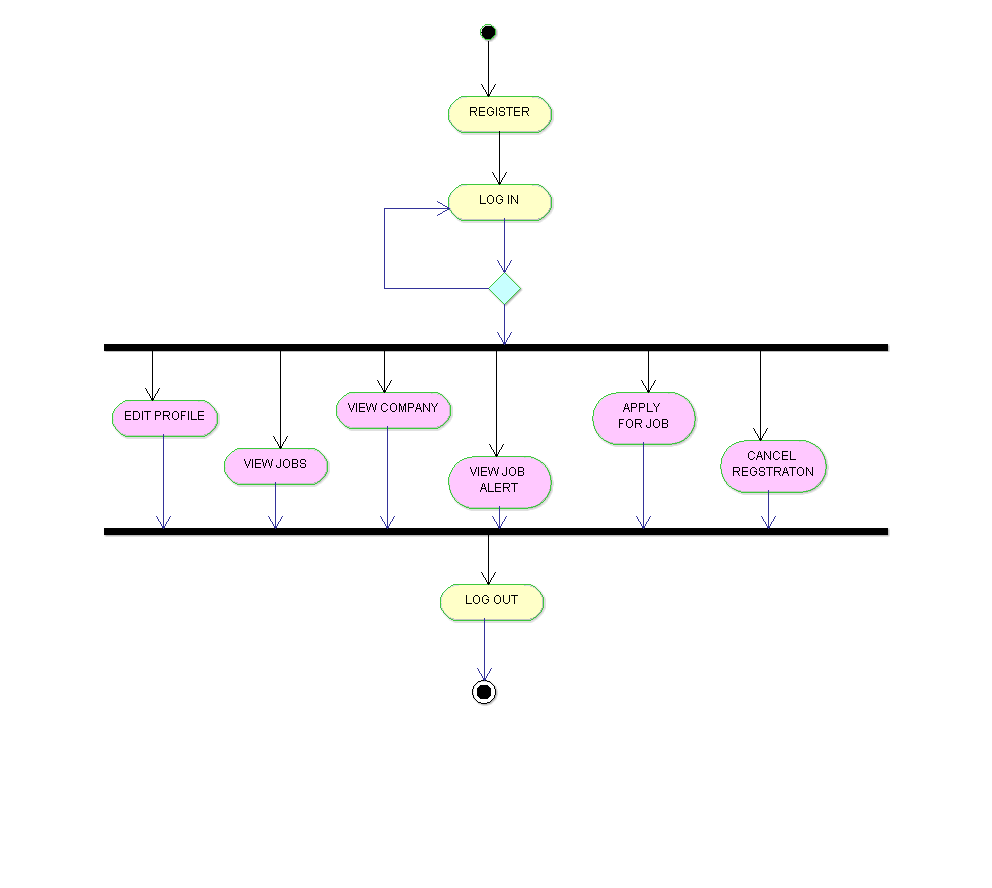 REGISTER
LOG IN
EDIT PROFILE
VIEW JOBS
VIEW COMPANY
VIEW JOB
ALERT
APPLY
FOR JOB
CANCEL
REGSTRATON
LOG OUT